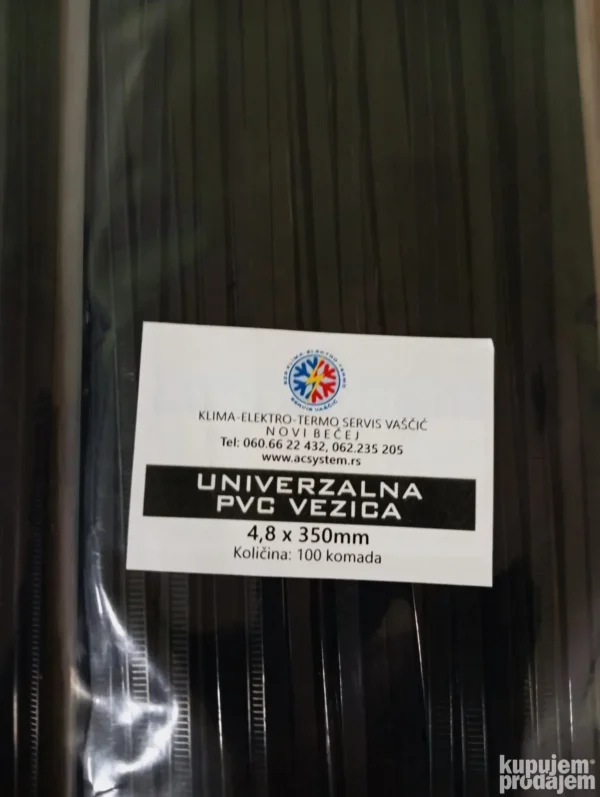 KLIMA-ELEKTRO-TERMO SERVIS VAŠČIĆ
NOVI BEČEJ
Tel: 060.66 22 432, 062.235 205
www.acsystem.rs
UNIVERZALNA
PVC VEZICA
4,8 x 350mm
Količina: 100 komada
kupujem
prodajem